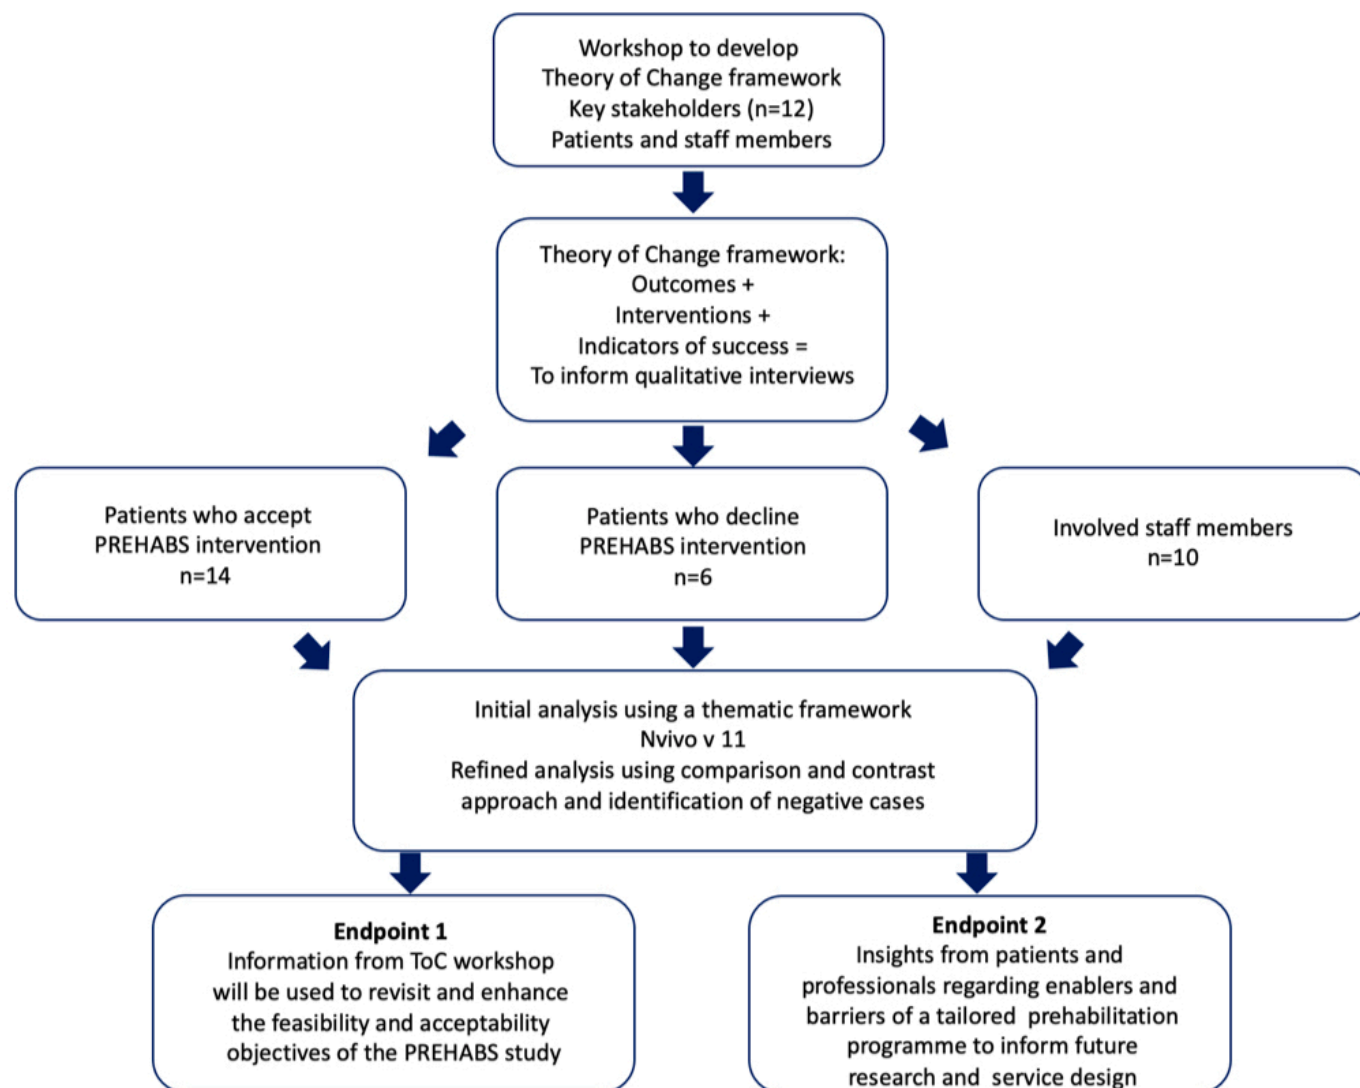 Workshop to develop
Theory of Change framework
Key stakeholders (n=12)
Patients and staff members
Theory of Change framework:
Outcomes +
Interventions +
Indicators of success =
To inform qualitative interviews
Patients who accept
PREHABS intervention
n=14
Patients who decline
PREHABS intervention
n=6
Involved staff members
n=10
Initial analysis using a thematic framework
Nvivo v 11
Refined analysis using comparison and contrast
approach and identification of negative cases
Endpoint 1
Information from ToC workshop
will be used to revisit and enhance
the feasibility and acceptability
objectives of the PREHABS study
Endpoint 2
Insights from patients and
professionals regarding enablers and
barriers of a tailored prehabilitation
programme to inform future
research and service design